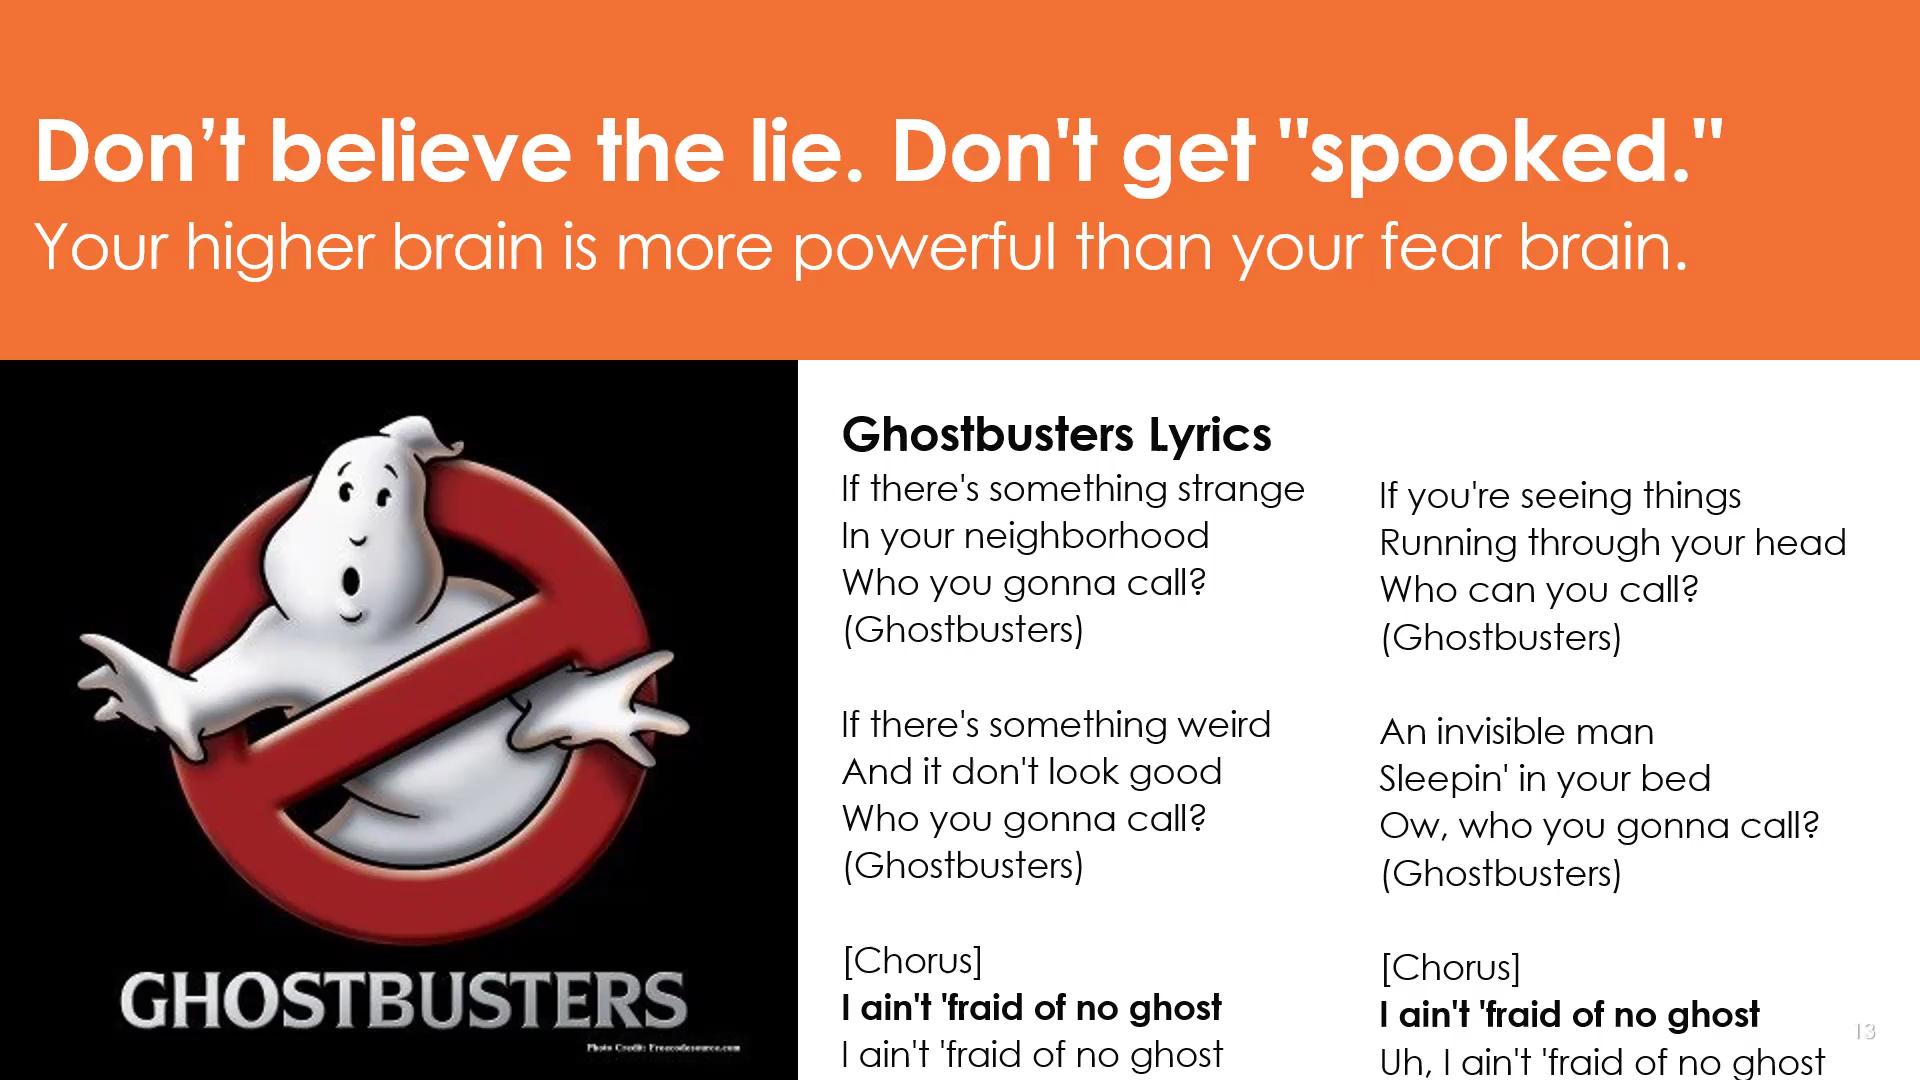 Don’t believe the lie. Don't get "spooked."
Your higher brain is more powerful than your fear brain.
GHOSTBUSTERS
Photo Credit: Freecodesource.com
Ghostbusters Lyrics
If there's something strange
In your neighborhood
Who you gonna call?
(Ghostbusters)
If there's something weird
And it don't look good
Who you gonna call?
(Ghostbusters)
[Chorus]
I ain't 'fraid of no ghost
I ain't 'fraid of no ghost
If you're seeing things
Running through your head
Who can you call?
(Ghostbusters)
An invisible man
Sleepin' in your bed
Ow, who you gonna call?
(Ghostbusters)
[Chorus]
I ain't 'fraid of no ghost
Uh, I ain't 'fraid of no ghost
13